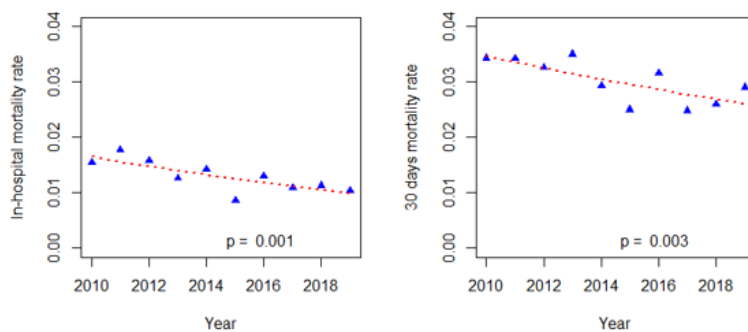 In-hospital mortality rate
0.04
0.03
0.02
0.01
0.00
p = 0.001
2010 2012 2014 2016 2018
Year
30 days mortality rate
0.04
0.03
0.02
0.01
0.00
p = 0.003
2010 2012 2014 2016 2018
Year